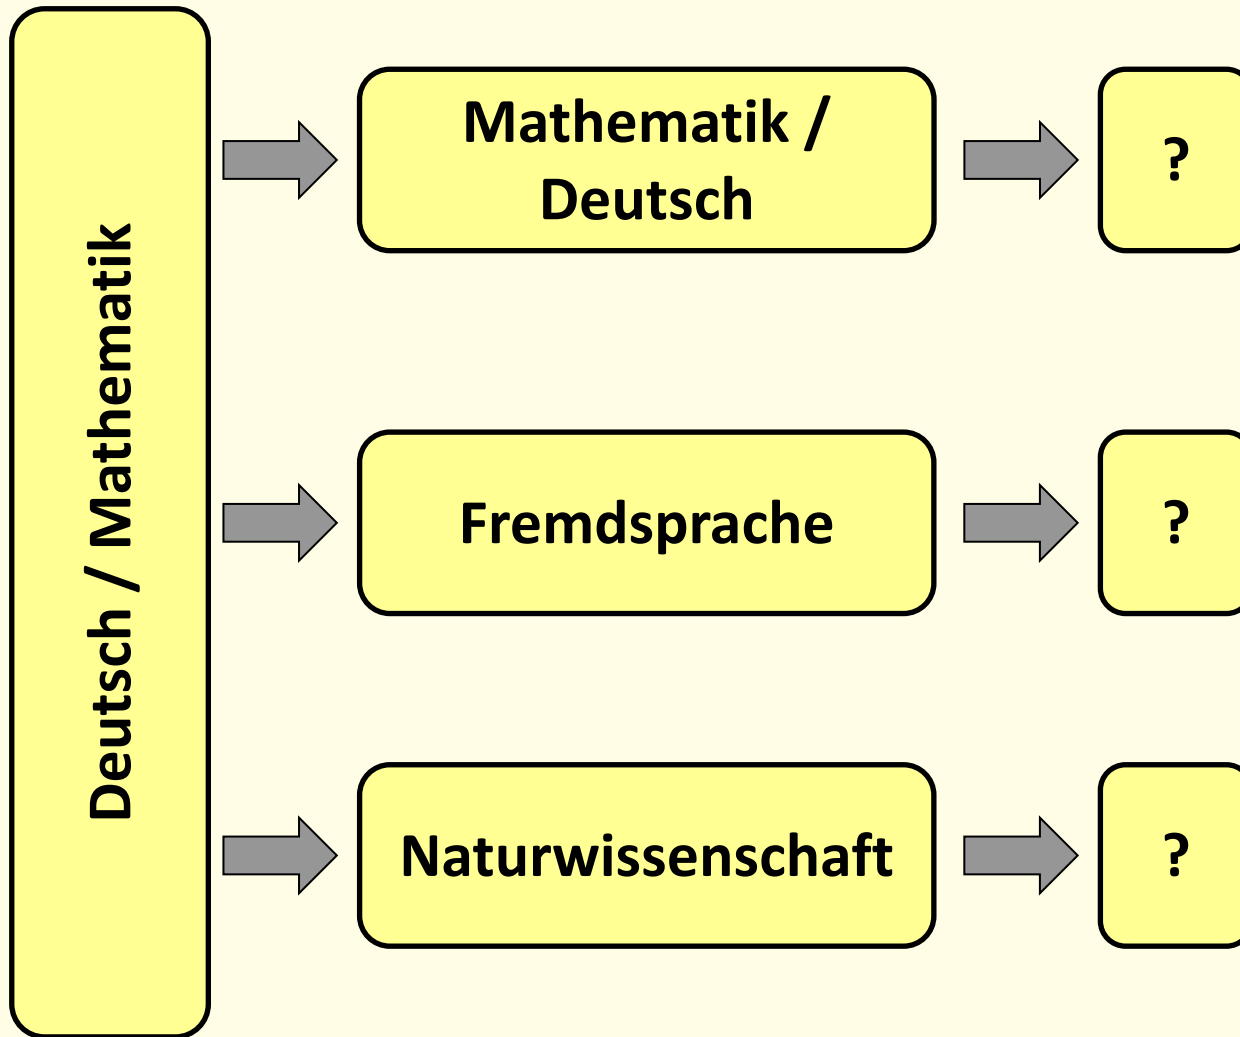 Deutsch / Mathematik
Mathematik /
Deutsch
?
Fremdsprache
?
Naturwissenschaft
?